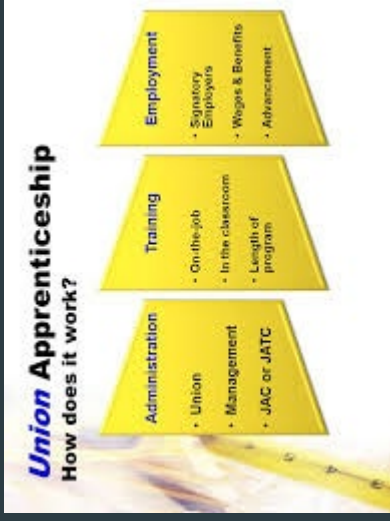 Union Apprenticeship
How does it work?
Administration
• Union
• Management
• JAC or JATC
Training
• On-the-job
• In the classroom
• Length of
program
Employment
• Signatory
Employers
• Wages & Benefits
• Advancement